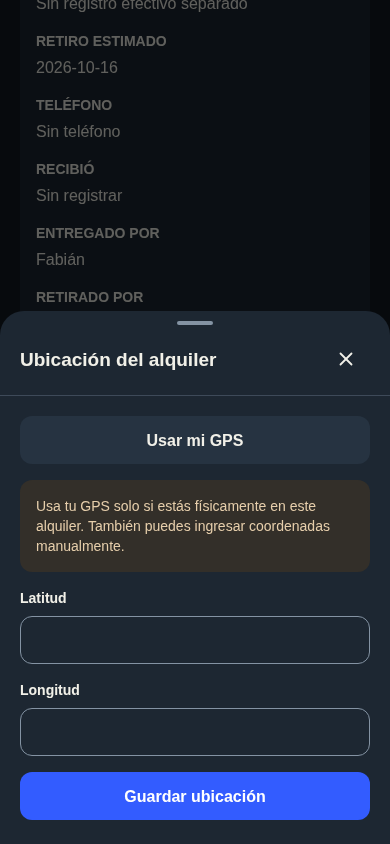 Sin registro efectivo separado
RETIRO ESTIMADO
2026-10-16
TELÉFONO
Sin teléfono
RECIBIÓ
Sin registrar
ENTREGADO POR
Fabián
RETIRADO POR
Ubicación del alquiler
Usar mi GPS
Usa tu GPS solo si estás físicamente en este
alquiler. También puedes ingresar coordenadas
manualmente.
Latitud
Longitud
Guardar ubicación